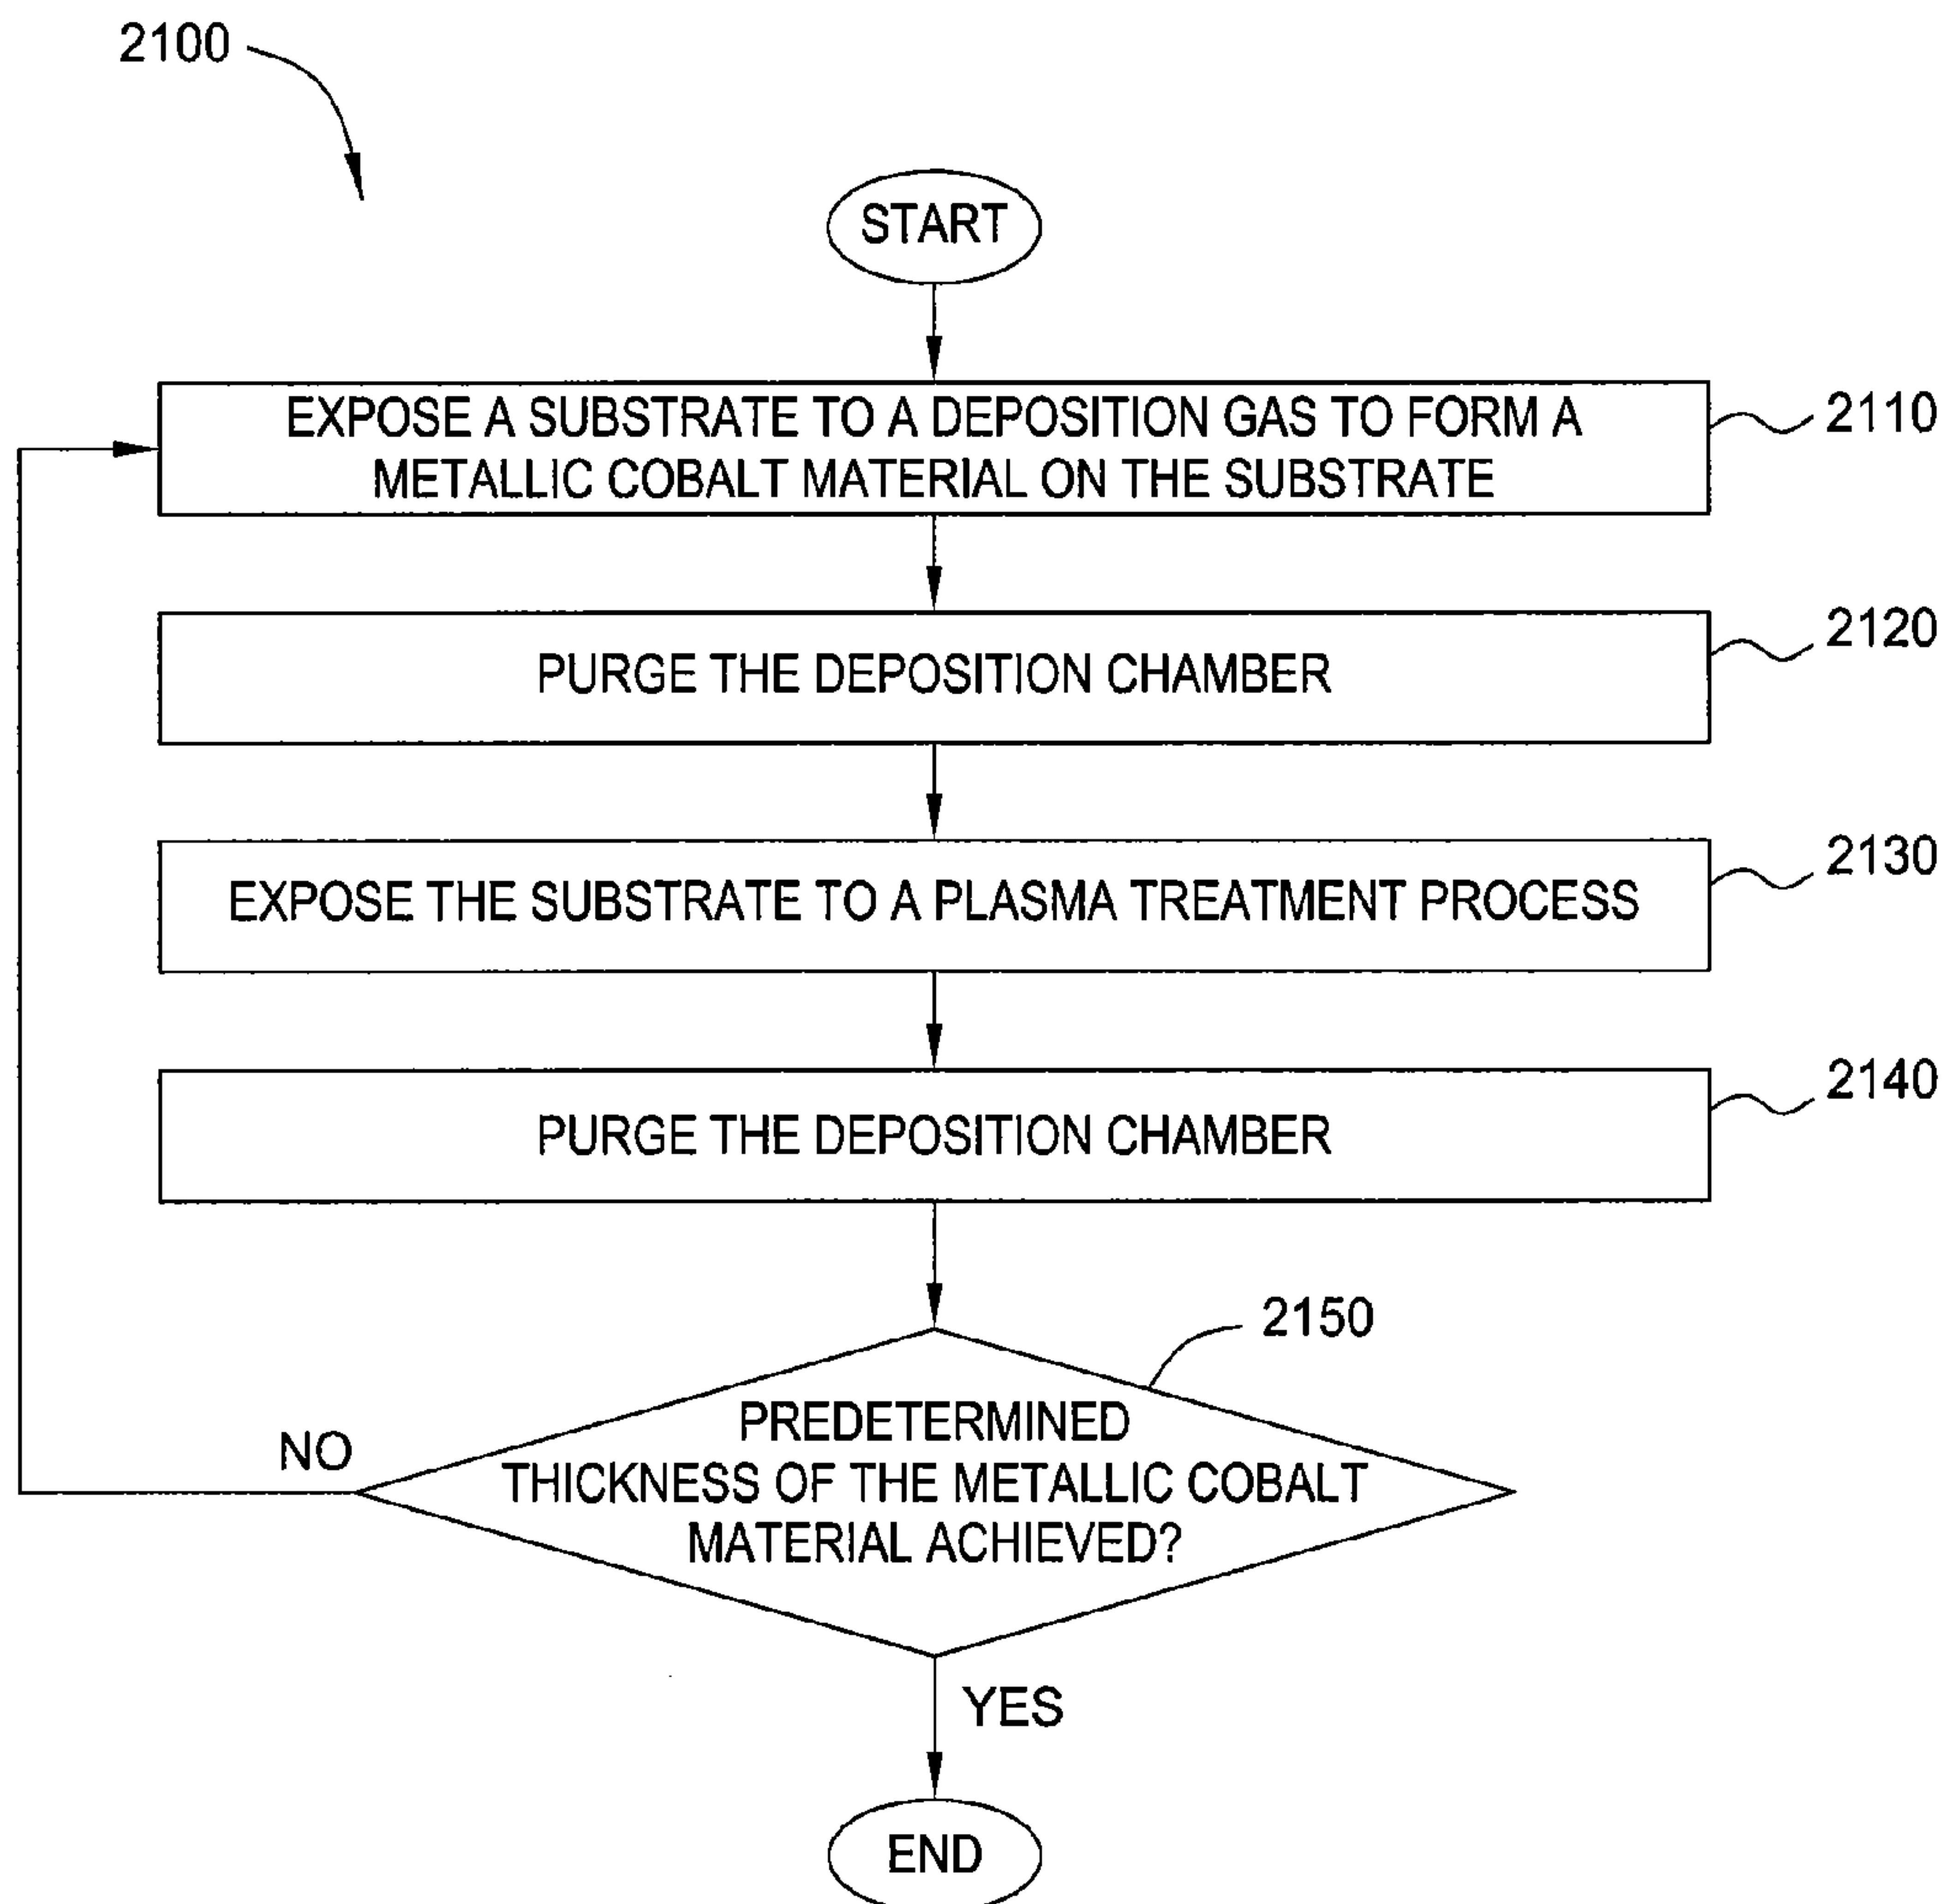 2100
START
EXPOSE A SUBSTRATE TO A DEPOSITION GAS TO FORM A
METALLIC COBALT MATERIAL ON THE SUBSTRATE
2110
PURGE THE DEPOSITION CHAMBER
2120
EXPOSE THE SUBSTRATE TO A PLASMA TREATMENT PROCESS
2130
PURGE THE DEPOSITION CHAMBER
2140
2150
PREDETERMINED
THICKNESS OF THE METALLIC COBALT
MATERIAL ACHIEVED?
NO
YES
END